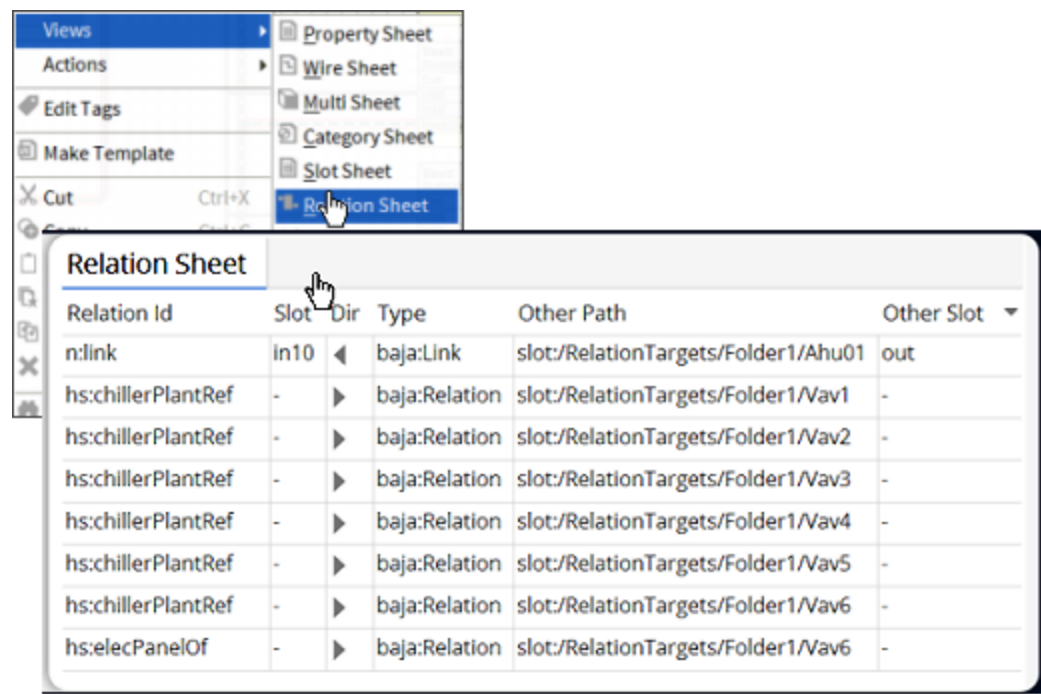 Views
Property Sheet
Actions
Wire Sheet
Multi Sheet
Edit Tags
Category Sheet
Make Template
Slot Sheet
Cut Ctrl+X
Sheet
Relation Sheet
Relation Id Slot Dir Type Other Path Other Slot
n:link in10 baja:Link slot:/RelationTargets/Folder1/Ahu01 out
hs:chillerPlantRef - baja:Relation slot:/RelationTargets/Folder1/Vav1 -
hs:chillerPlantRef - baja:Relation slot:/RelationTargets/Folder1/Vav2 -
hs:chillerPlantRef - baja:Relation slot:/RelationTargets/Folder1/Vav3 -
hs:chillerPlantRef - baja:Relation slot:/RelationTargets/Folder1/Vav4 -
hs:chillerPlantRef - baja:Relation slot:/RelationTargets/Folder1/Vav5 -
hs:chillerPlantRef - baja:Relation slot:/RelationTargets/Folder1/Vav6 -
hs:elecPanelOf - baja:Relation slot:/RelationTargets/Folder1/Vav6 -